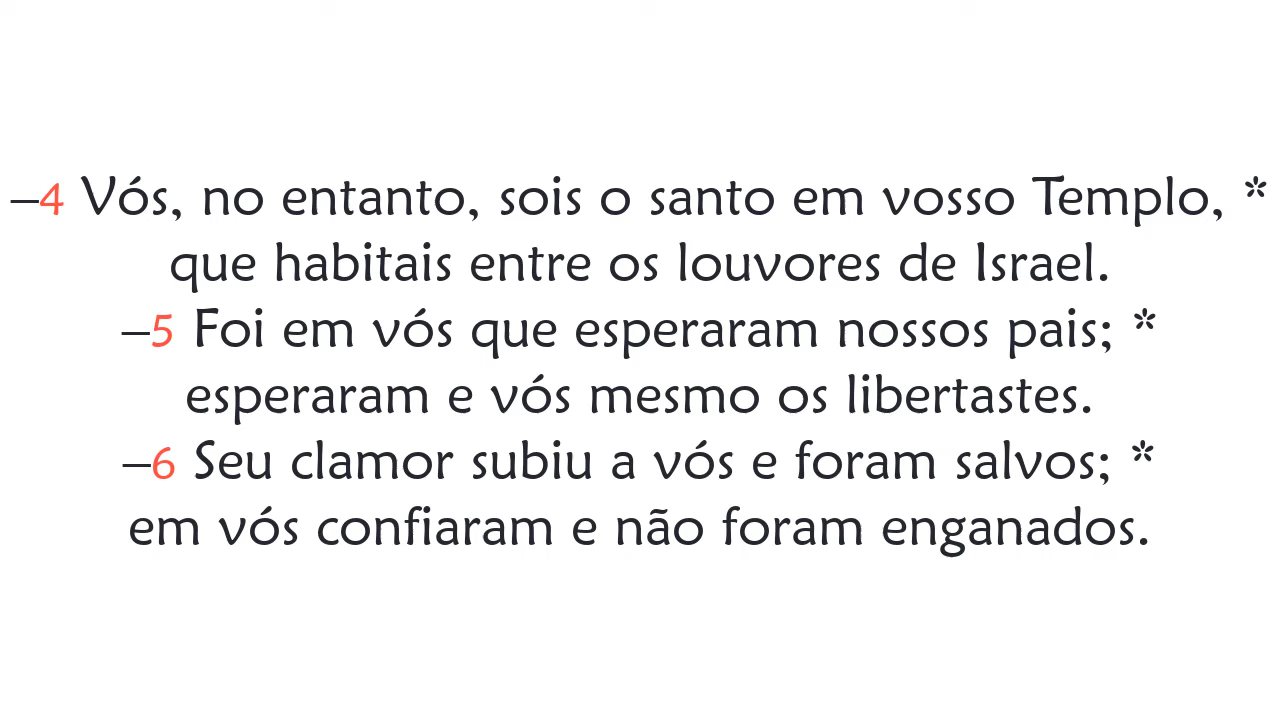 –4 Vós, no entanto, sois o santo em vosso Templo, *
que habitais entre os louvores de Israel.
–5 Foi em vós que esperaram nossos pais; *
esperaram e vós mesmo os libertastes.
–6 Seu clamor subiu a vós e foram salvos; *
em vós confiaram e não foram enganados.